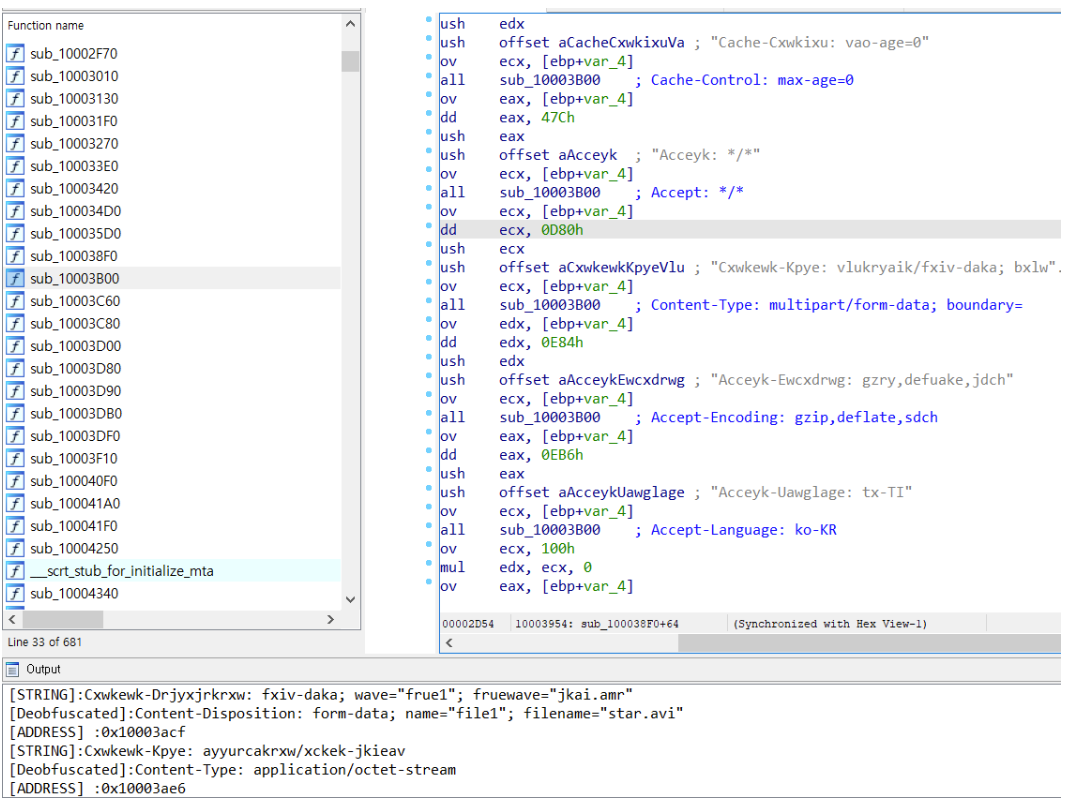 Function name
sub_10002F70
sub_10003010
sub_10003130
sub_100031F0
sub_10003270
sub_100033E0
sub_10003420
sub_100034D0
sub_100035D0
sub_100038F0
sub_10003B00
sub_10003C60
sub_10003C80
sub_10003D00
sub_10003D80
sub_10003D90
sub_10003DB0
sub_10003DF0
sub_10003F10
sub_100040F0
sub_100041A0
sub_100041F0
sub_10004250
__scrt_stub_for_initialize_mta
sub_10004340
Line 33 of 681
ush edx
ush offset aCacheCxwkixuVa ; "Cache-Cxwkixu: vao-age=0"
ov ecx, [ebp+var_4]
all sub_10003B00 ; Cache-Control: max-age=0
ov eax, [ebp+var_4]
dd eax, 47Ch
ush eax
ush offset aAcceyk ; "Acceyk: */*"
ov ecx, [ebp+var_4]
all sub_10003B00 ; Accept: */*
ov ecx, [ebp+var_4]
dd ecx, 0D80h
ush ecx
ush offset aCxwkewkKpyeVlu ; "Cxwkewk-Kpye: vlukryaik/fxiv-daka; bxlw".
ov ecx, [ebp+var_4]
all sub_10003B00 ; Content-Type: multipart/form-data; boundary=
ov edx, [ebp+var_4]
dd edx, 0E84h
ush edx
ush offset aAcceykEwcxdrwg ; "Acceyk-Ewcxdrwg: gzry,defuake,jdch"
ov ecx, [ebp+var_4]
all sub_10003B00 ; Accept-Encoding: gzip,deflate,sdch
ov eax, [ebp+var_4]
dd eax, 0EB6h
ush eax
ush offset aAcceykUawglage ; "Acceyk-Uawglage: tx-TI"
ov ecx, [ebp+var_4]
all sub_10003B00 ; Accept-Language: ko-KR
ov ecx, 100h
mul edx, ecx, 0
ov eax, [ebp+var_4]
00002D54 10003954: sub_100038F0+64 (Synchronized with Hex View-1)
Output
[STRING]:Cxwkewk-Drjyxjrkrxw: fxiv-daka; wave="frue1"; fruewave="jkai.amr"
[Deobfuscated]:Content-Disposition: form-data; name="file1"; filename="star.avi"
[ADDRESS] :0x10003acf
[STRING]:Cxwkewk-Kpye: ayyurcakrxw/xckek-jkieav
[Deobfuscated]:Content-Type: application/octet-stream
[ADDRESS] :0x10003ae6